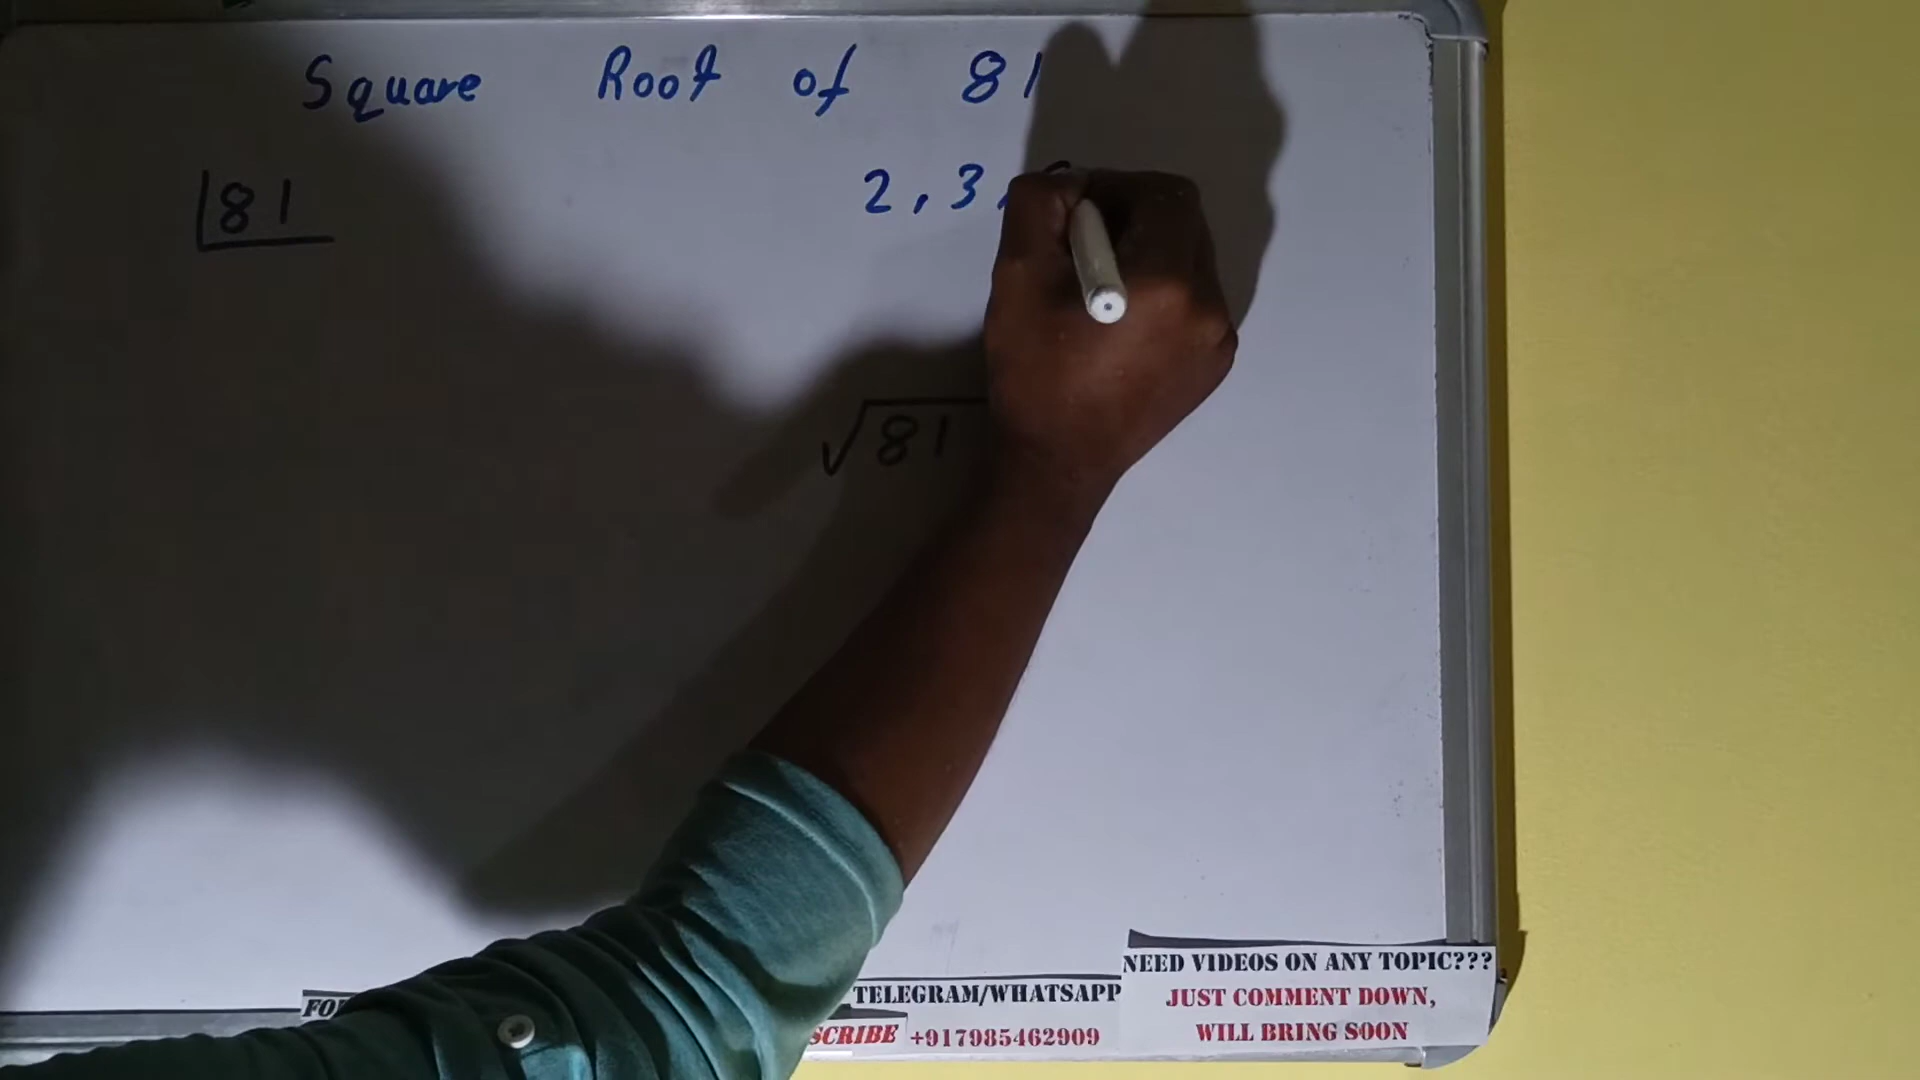 Square Root of 81
81
2, 3,
√81
NEED VIDEOS ON ANY TOPIC???
JUST COMMENT DOWN,
WILL BRING SOON
TELEGRAM/WHATSAPP
+917985462909